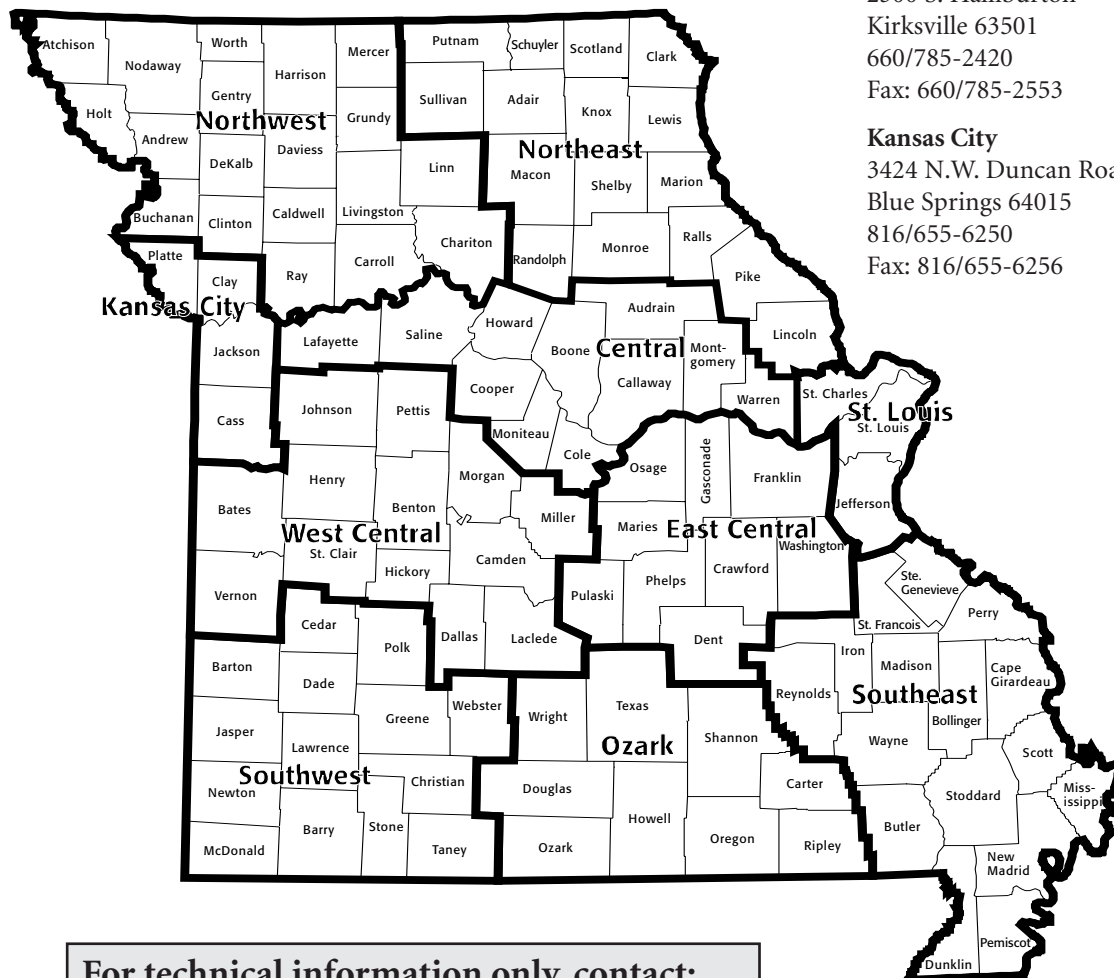 Kirksville 63501
660/785-2420
Fax: 660/785-2553
Kansas City
3424 N.W. Duncan
Blue Springs 64015
816/655-6250
Fax: 816/655-6256
Atchison
Nodaway
Worth
Harrison
Mercer
Putnam
Schuyler
Scotland
Clark
Holt
Andrew
Gentry
Northwest
Grundy
Sullivan
Adair
Knox
Lewis
DeKalb
Daviess
Linn
Northeast
Macon
Shelby
Marion
Buchanan
Clinton
Caldwell
Livingston
Chariton
Randolph
Monroe
Ralls
Pike
Platte
Clay
Ray
Carroll
Kansas City
Jackson
Lafayette
Saline
Howard
Boone
Audrain
Central
Mont-
gomery
Callaway
Lincoln
Warren
St. Charles
St. Louis
St. Louis
Cass
Johnson
Pettis
Cooper
Moniteau
Cole
Osage
Gasconade
Franklin
Jefferson
Bates
Henry
Benton
Morgan
Miller
Maries
East Central
Washington
West Central
St. Clair
Hickory
Camden
Pulaski
Phelps
Crawford
Ste.
Genevieve
Perry
St. Francois
Vernon
Cedar
Polk
Dallas
Laclede
Dent
Iron
Madison
Cape
Girardeau
Barton
Dade
Greene
Webster
Wright
Texas
Shannon
Reynolds
Southeast
Bollinger
Wayne
Scott
Jasper
Lawrence
Southwest
Christian
Ozark
Douglas
Howell
Carter
Stoddard
Miss-
issippi
Newton
McDonald
Barry
Stone
Taney
Ozark
Oregon
Ripley
Butler
New
Madrid
Pemiscot
Dunklin
For technical information only, contact: